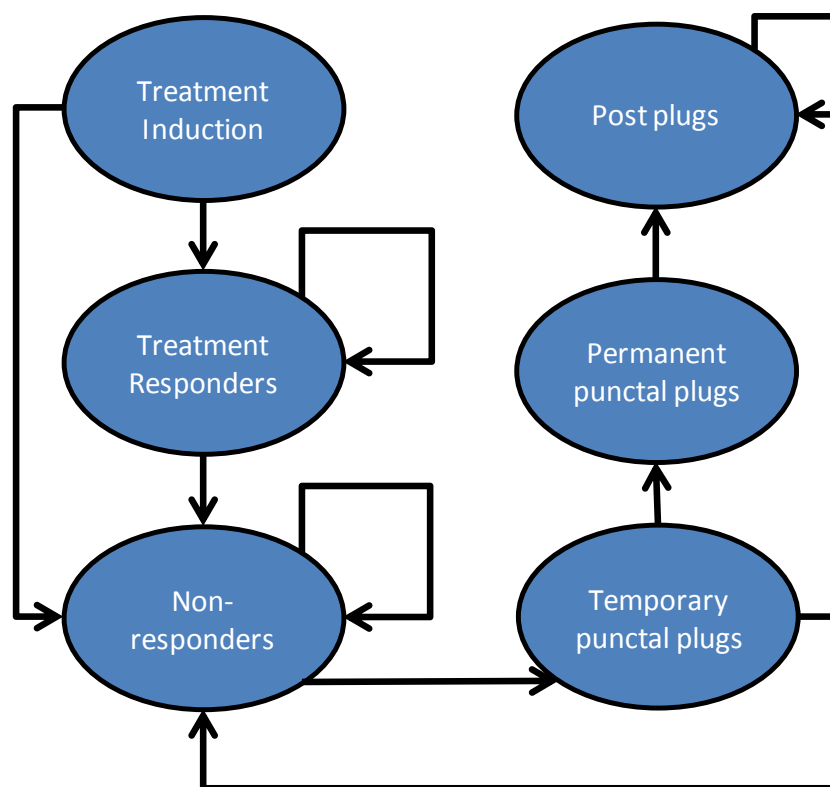 Treatment
Induction
Treatment
Responders
Non-
responders
Post plugs
Permanent
punctal plugs
Temporary
punctal plugs